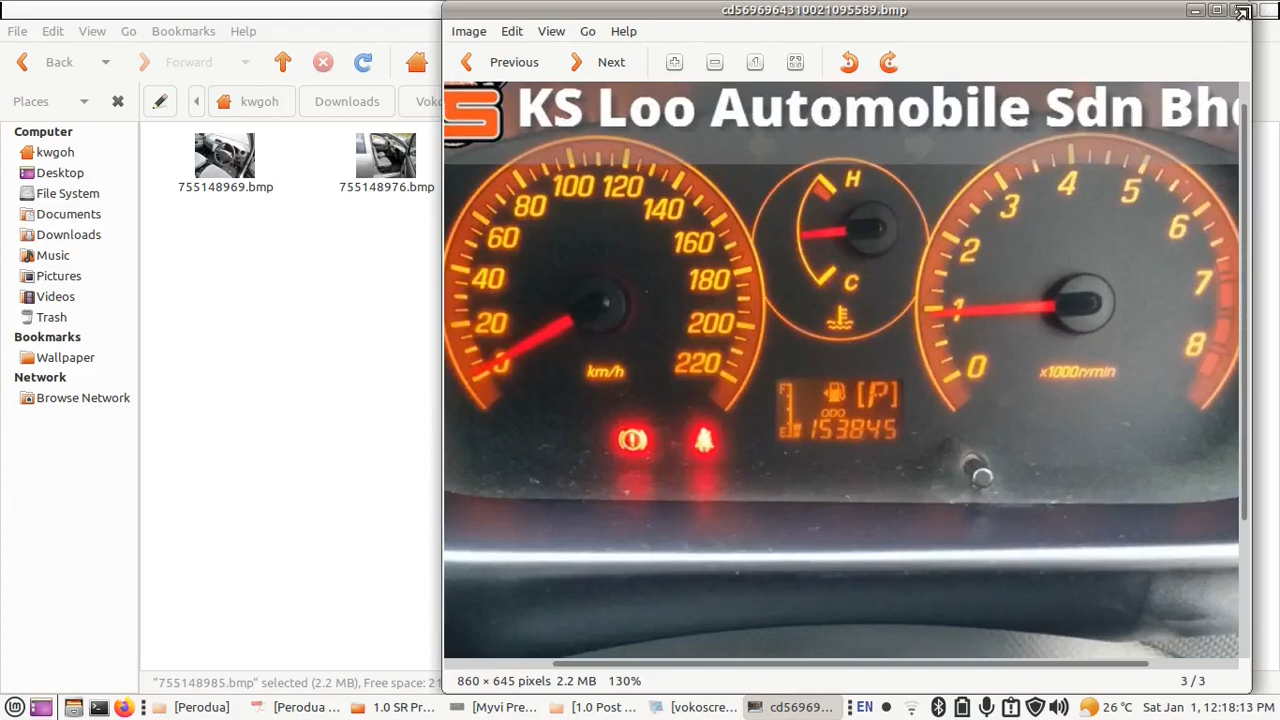 cd5696964310021095589.bmp
File Edit View Go Bookmarks Help
Image Edit View Go Help
Back Forward
Previous Next
Places kwgoh Downloads
Computer
kwgoh
Desktop
File System
Documents
Downloads
Music
Pictures
Videos
Trash
Bookmarks
Wallpaper
Network
Browse Network
755148969.bmp 755148976.bmp
KS Loo Automobile Sdn
0 20 40 60 80 100 120 140 160 180 200 220
km/h
H
C
0 1 2 3 4 5 6 7 8
x1000r/min
F
E
[P]
ODO
153845
"755148985.bmp" selected (2.2 MB), Free space:
860 × 645 pixels 2.2 MB 130% 3 / 3
[Perodua] [Perodua ... 1.0 SR Pr... [Myvi Pre... [1.0 Post ... [vokoscre... cd56969... EN 26 °C Sat Jan 1, 12:18:13 PM